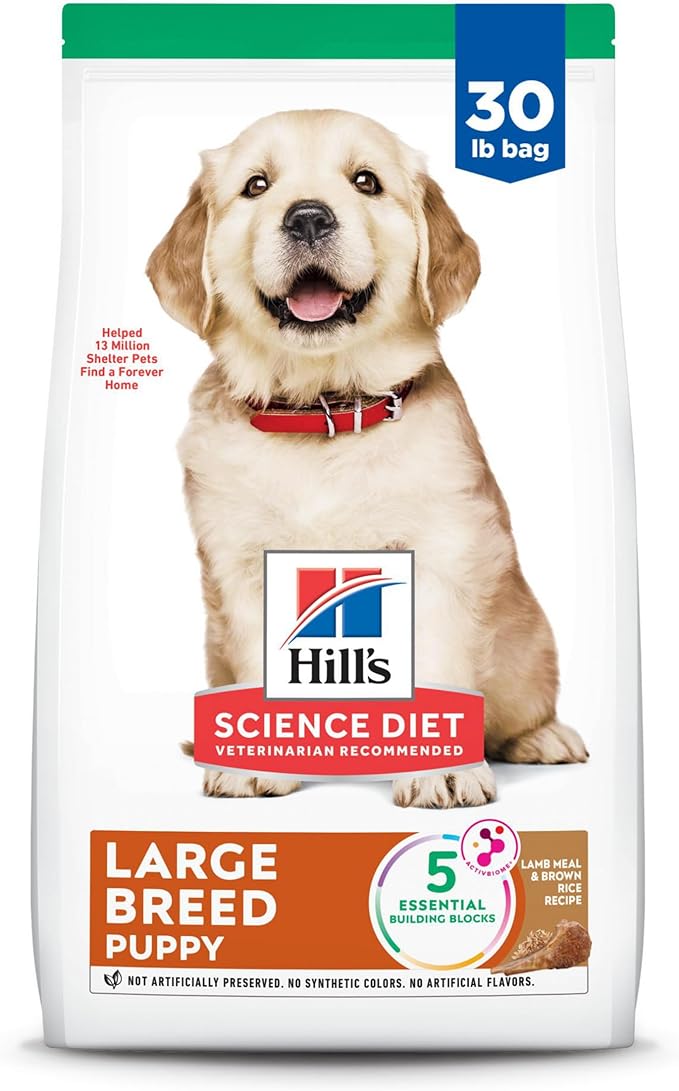 30
lb bag
Helped
13 Million
Shelter Pets
Find a Forever
Home
Hill's
SCIENCE DIET
VETERINARIAN RECOMMENDED
LARGE
BREED
PUPPY
5
ESSENTIAL
BUILDING BLOCKS
ACTIVBIOME+
LAMB MEAL
& BROWN
RICE
RECIPE
NOT ARTIFICIALLY PRESERVED. NO SYNTHETIC COLORS. NO ARTIFICIAL FLAVORS.